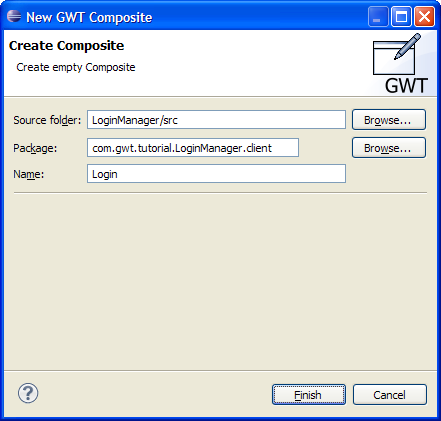 New GWT Composite
Create Composite
Create empty Composite
GWT
Source folder: LoginManager/src Browse...
Package: com.gwt.tutorial.LoginManager.client Browse...
Name: Login
?
Finish Cancel